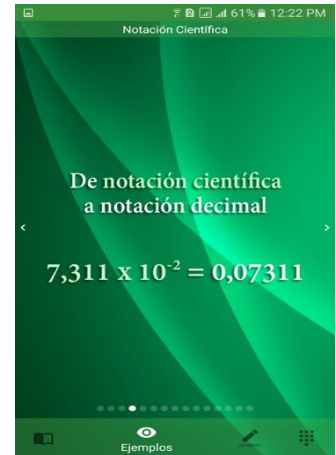 61% 12:22 PM
Notación Científica
De notación científica
a notación decimal
7,311 x 10⁻² = 0,07311
Ejemplos